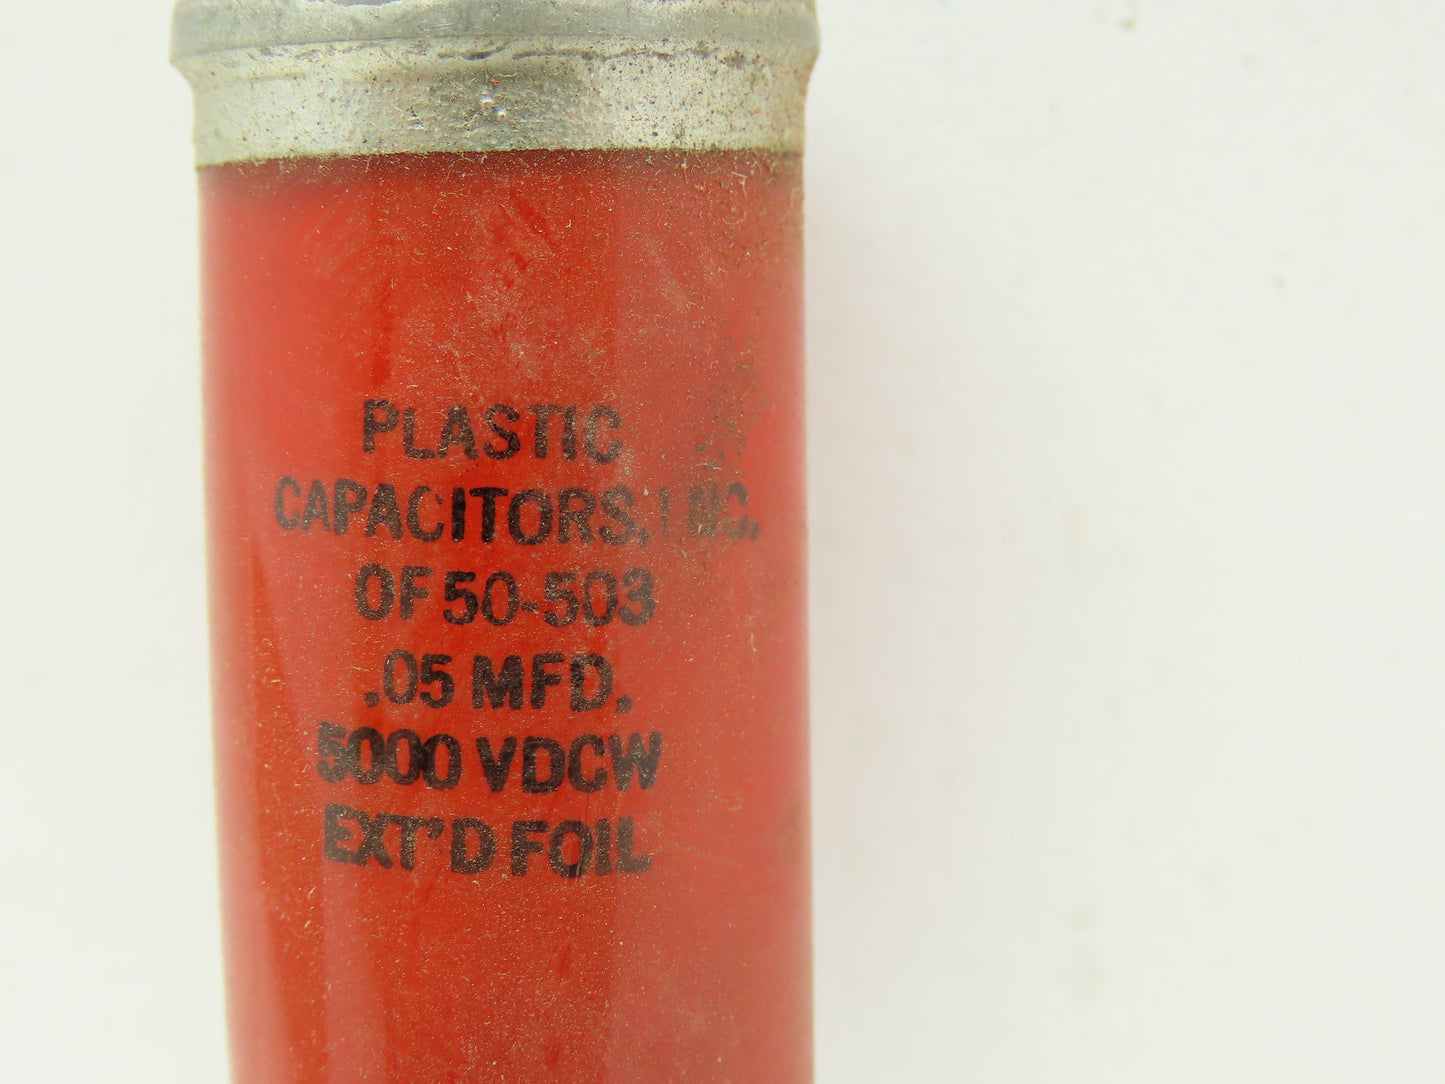 PLASTIC
CAPACITORS, INC.
OF 50-503
.05 MFD.
5000 VDCW
EXT'D FOIL